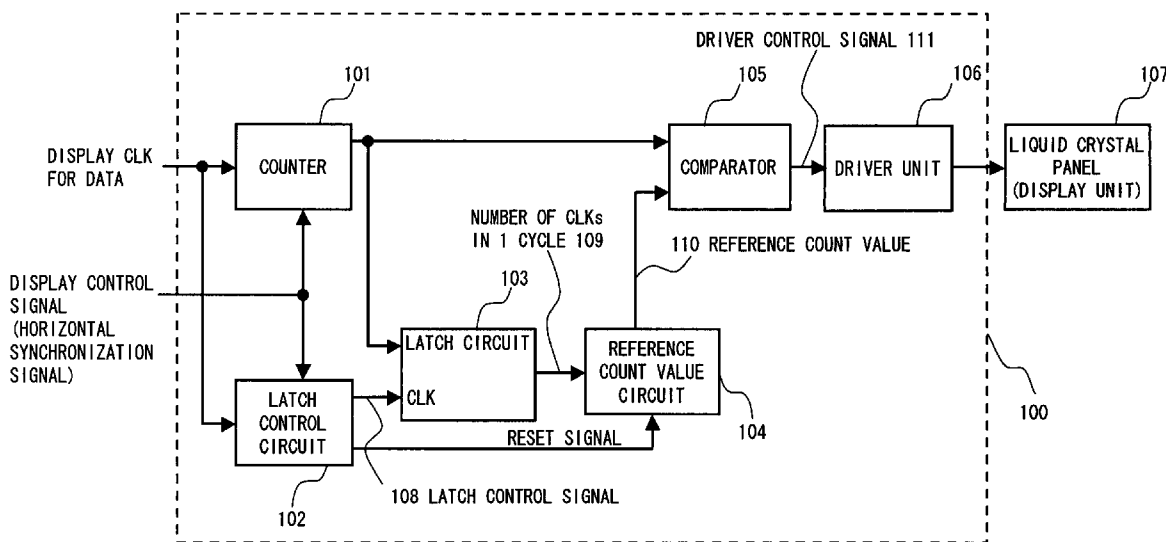 DRIVER CONTROL SIGNAL 111
101
105
106
107
DISPLAY CLK
FOR DATA
COUNTER
COMPARATOR
DRIVER UNIT
LIQUID CRYSTAL
PANEL
(DISPLAY UNIT)
NUMBER OF CLKs
IN 1 CYCLE 109
110 REFERENCE COUNT VALUE
DISPLAY CONTROL
SIGNAL
(HORIZONTAL
SYNCHRONIZATION
SIGNAL)
103
LATCH CIRCUIT
CLK
REFERENCE
COUNT VALUE
CIRCUIT
LATCH
CONTROL
CIRCUIT
RESET SIGNAL
104
100
108 LATCH CONTROL SIGNAL
102